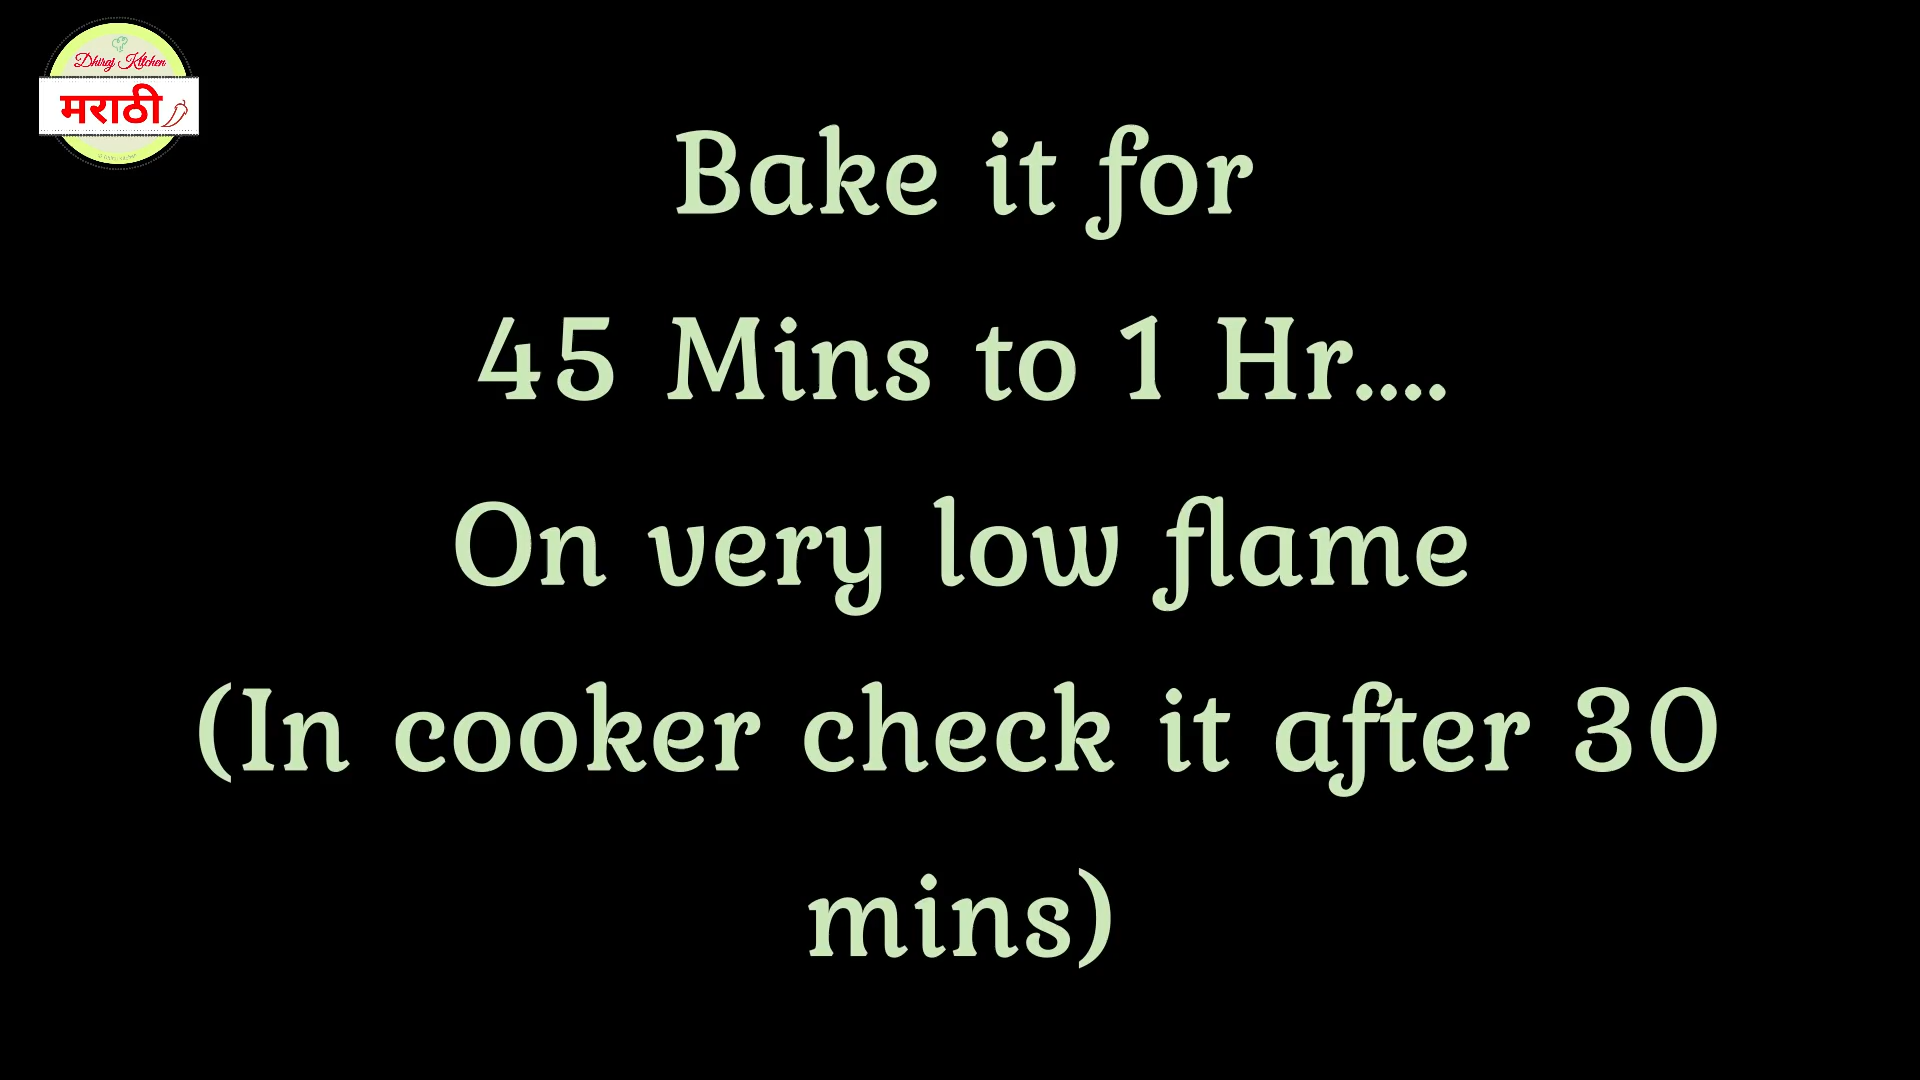 Dhiraj Kitchen
मराठी
Bake it for
45 Mins to 1 Hr....
On very low flame
(In cooker check it after 30
mins)